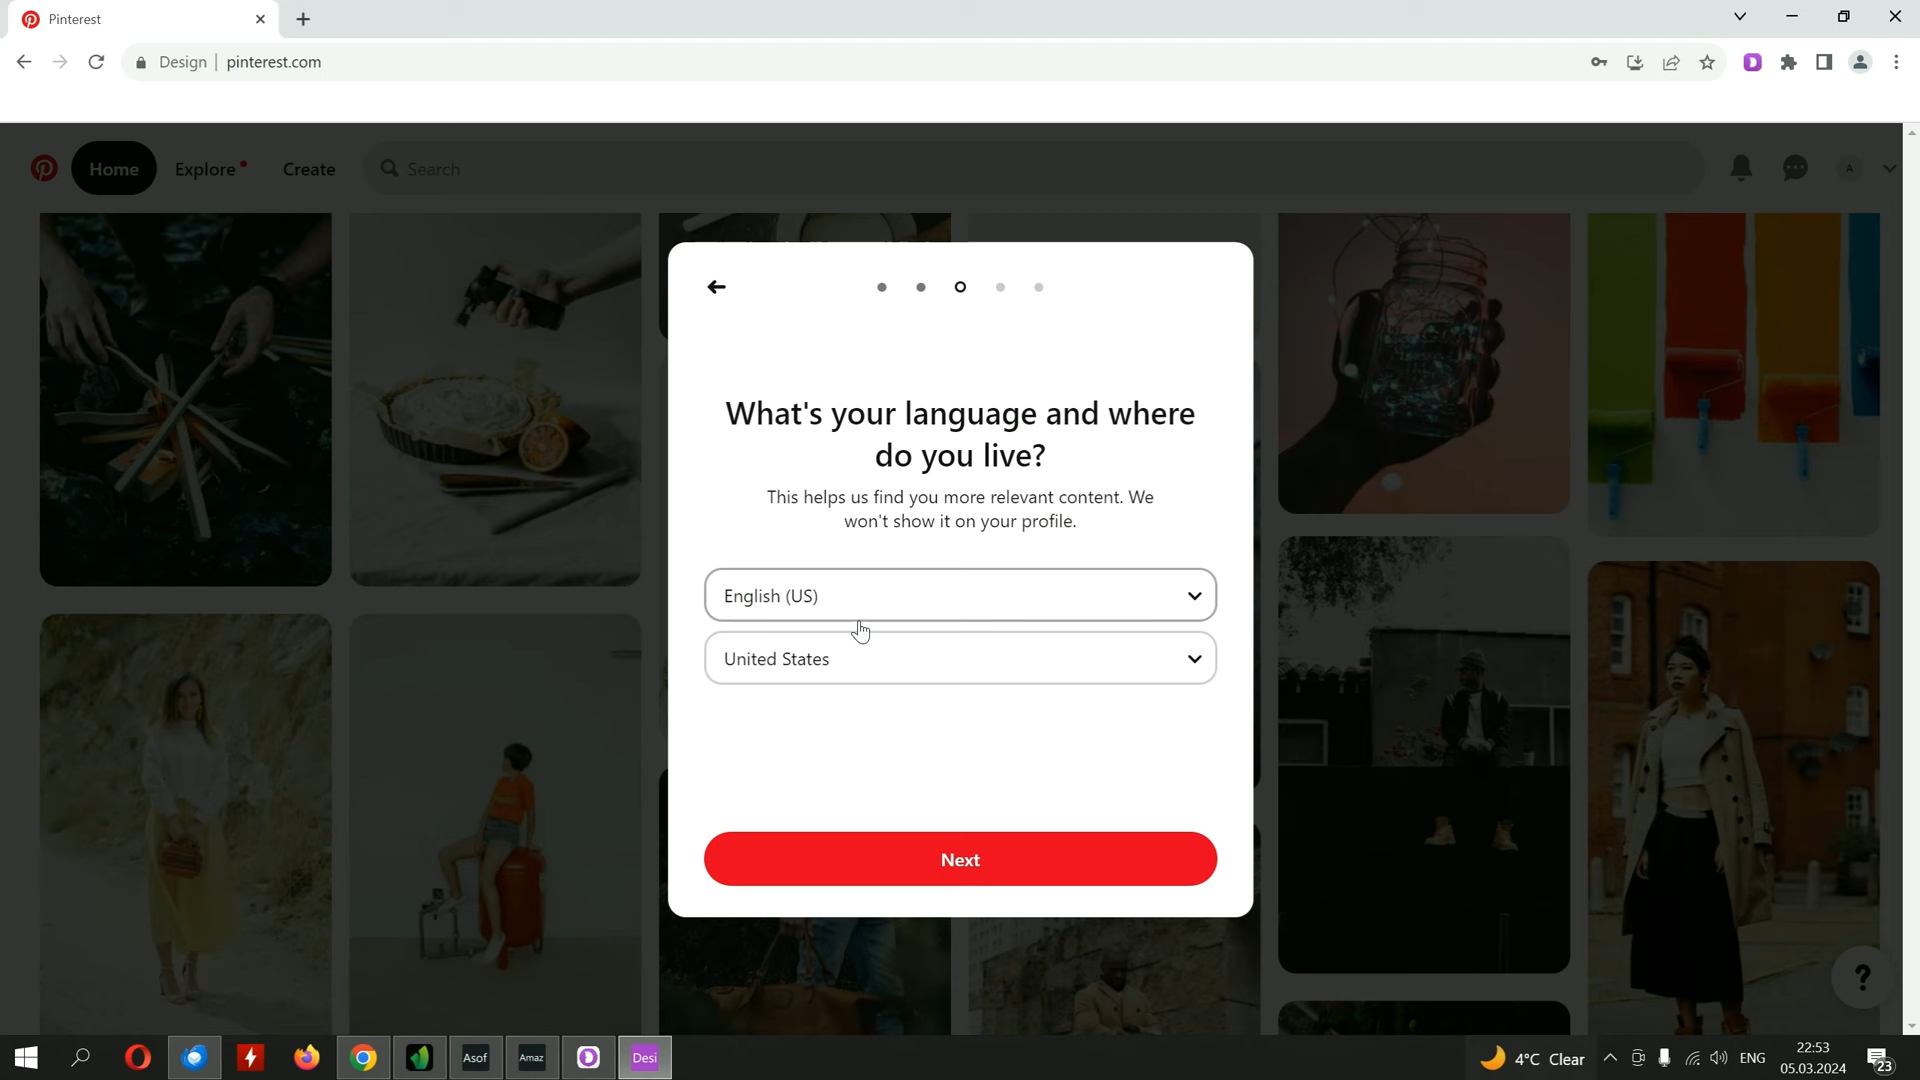 Pinterest
Design | pinterest.com
Home
Explore
Create
Search
A
What's your language and where
do you live?
This helps us find you more relevant content. We
won't show it on your profile.
English (US)
United States
Next
?
Asof
Amaz
Desi
4°C Clear
ENG
22:53
05.03.2024
23